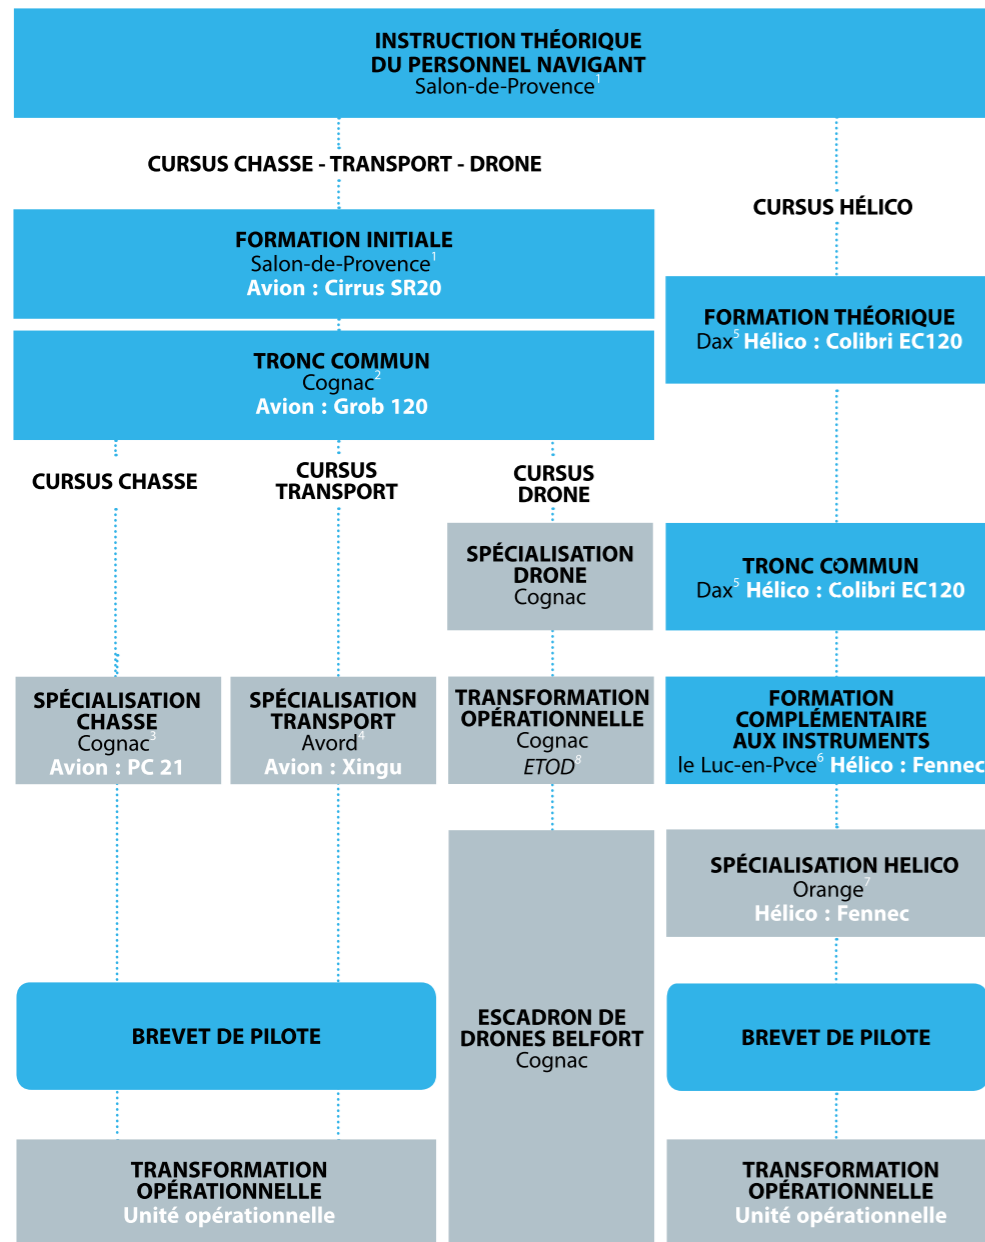 INSTRUCTION THÉORIQUE
DU PERSONNEL NAVIGANT
Salon-de-Provence1
CURSUS CHASSE - TRANSPORT - DRONE
FORMATION INITIALE
Salon-de-Provence1
Avion : Cirrus SR20
TRONC COMMUN
Cognac2
Avion : Grob 120
CURSUS CHASSE
SPÉCIALISATION
CHASSE
Cognac3
Avion : PC 21
CURSUS
TRANSPORT
SPÉCIALISATION
TRANSPORT
Avord4
Avion : Xingu
BREVET DE PILOTE
TRANSFORMATION
OPÉRATIONNELLE
Unité opérationnelle
CURSUS
DRONE
SPÉCIALISATION
DRONE
Cognac
TRANSFORMATION
OPÉRATIONNELLE
Cognac
ETOD8
ESCADRON DE
DRONES BELFORT
Cognac
CURSUS HÉLICO
FORMATION THÉORIQUE
Dax5 Hélico : Colibri EC120
TRONC COMMUN
Dax5 Hélico : Colibri EC120
FORMATION
COMPLÉMENTAIRE
AUX INSTRUMENTS
le Luc-en-Pvce6 Hélico : Fennec
SPÉCIALISATION HELICO
Orange7
Hélico : Fennec
BREVET DE PILOTE
TRANSFORMATION
OPÉRATIONNELLE
Unité opérationnelle